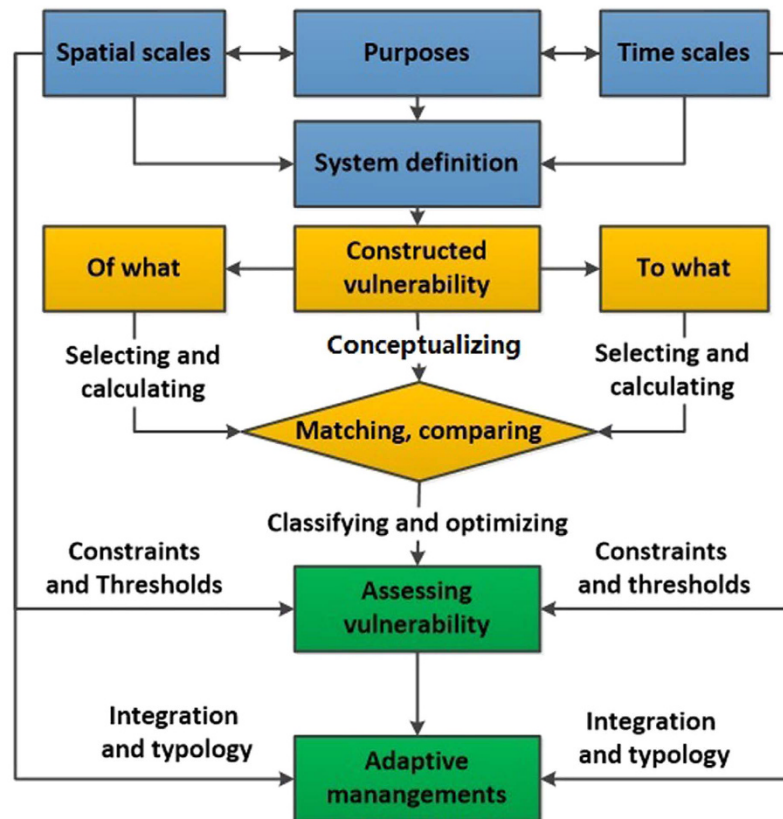 Spatial scales
Purposes
Time scales
System definition
Of what
Constructed
vulnerability
To what
Selecting and
calculating
Conceptualizing
Selecting and
calculating
Matching, comparing
Classifying and optimizing
Constraints
and Thresholds
Constraints
and thresholds
Assessing
vulnerability
Integration
and typology
Integration
and typology
Adaptive
manangements